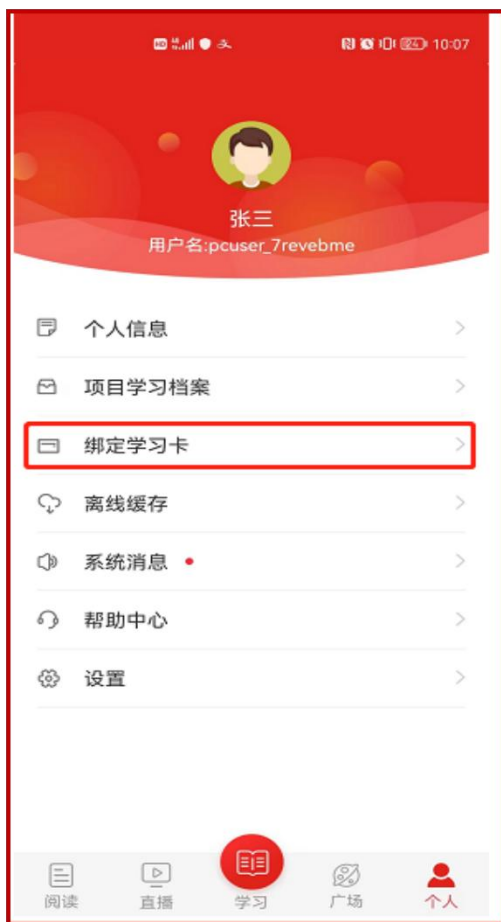 10:07
张三
用户名:pcuser_7revebme
个人信息
项目学习档案
绑定学习卡
离线缓存
系统消息
帮助中心
设置
阅读 直播 学习 广场 个人